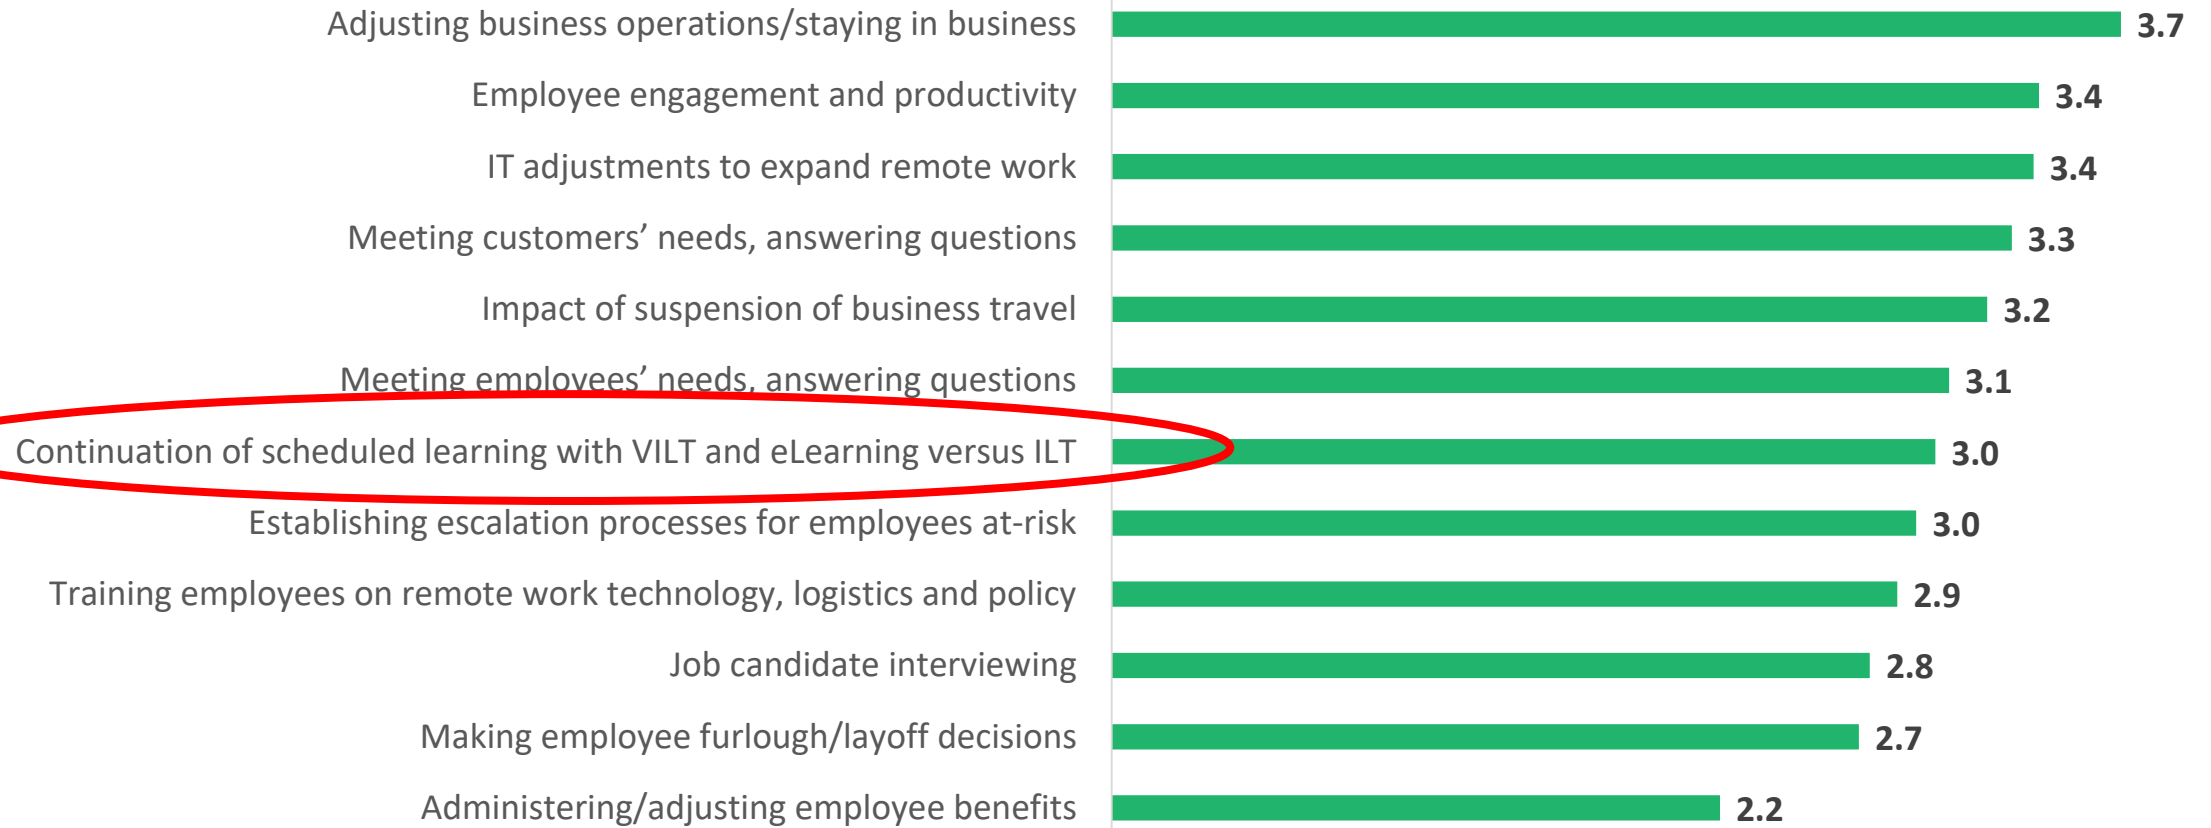 Adjusting business operations/staying in business 3.7
Employee engagement and productivity 3.4
IT adjustments to expand remote work 3.4
Meeting customers’ needs, answering questions 3.3
Impact of suspension of business travel 3.2
Meeting employees’ needs, answering questions 3.1
Continuation of scheduled learning with VILT and eLearning versus ILT 3.0
Establishing escalation processes for employees at-risk 3.0
Training employees on remote work technology, logistics and policy 2.9
Job candidate interviewing 2.8
Making employee furlough/layoff decisions 2.7
Administering/adjusting employee benefits 2.2